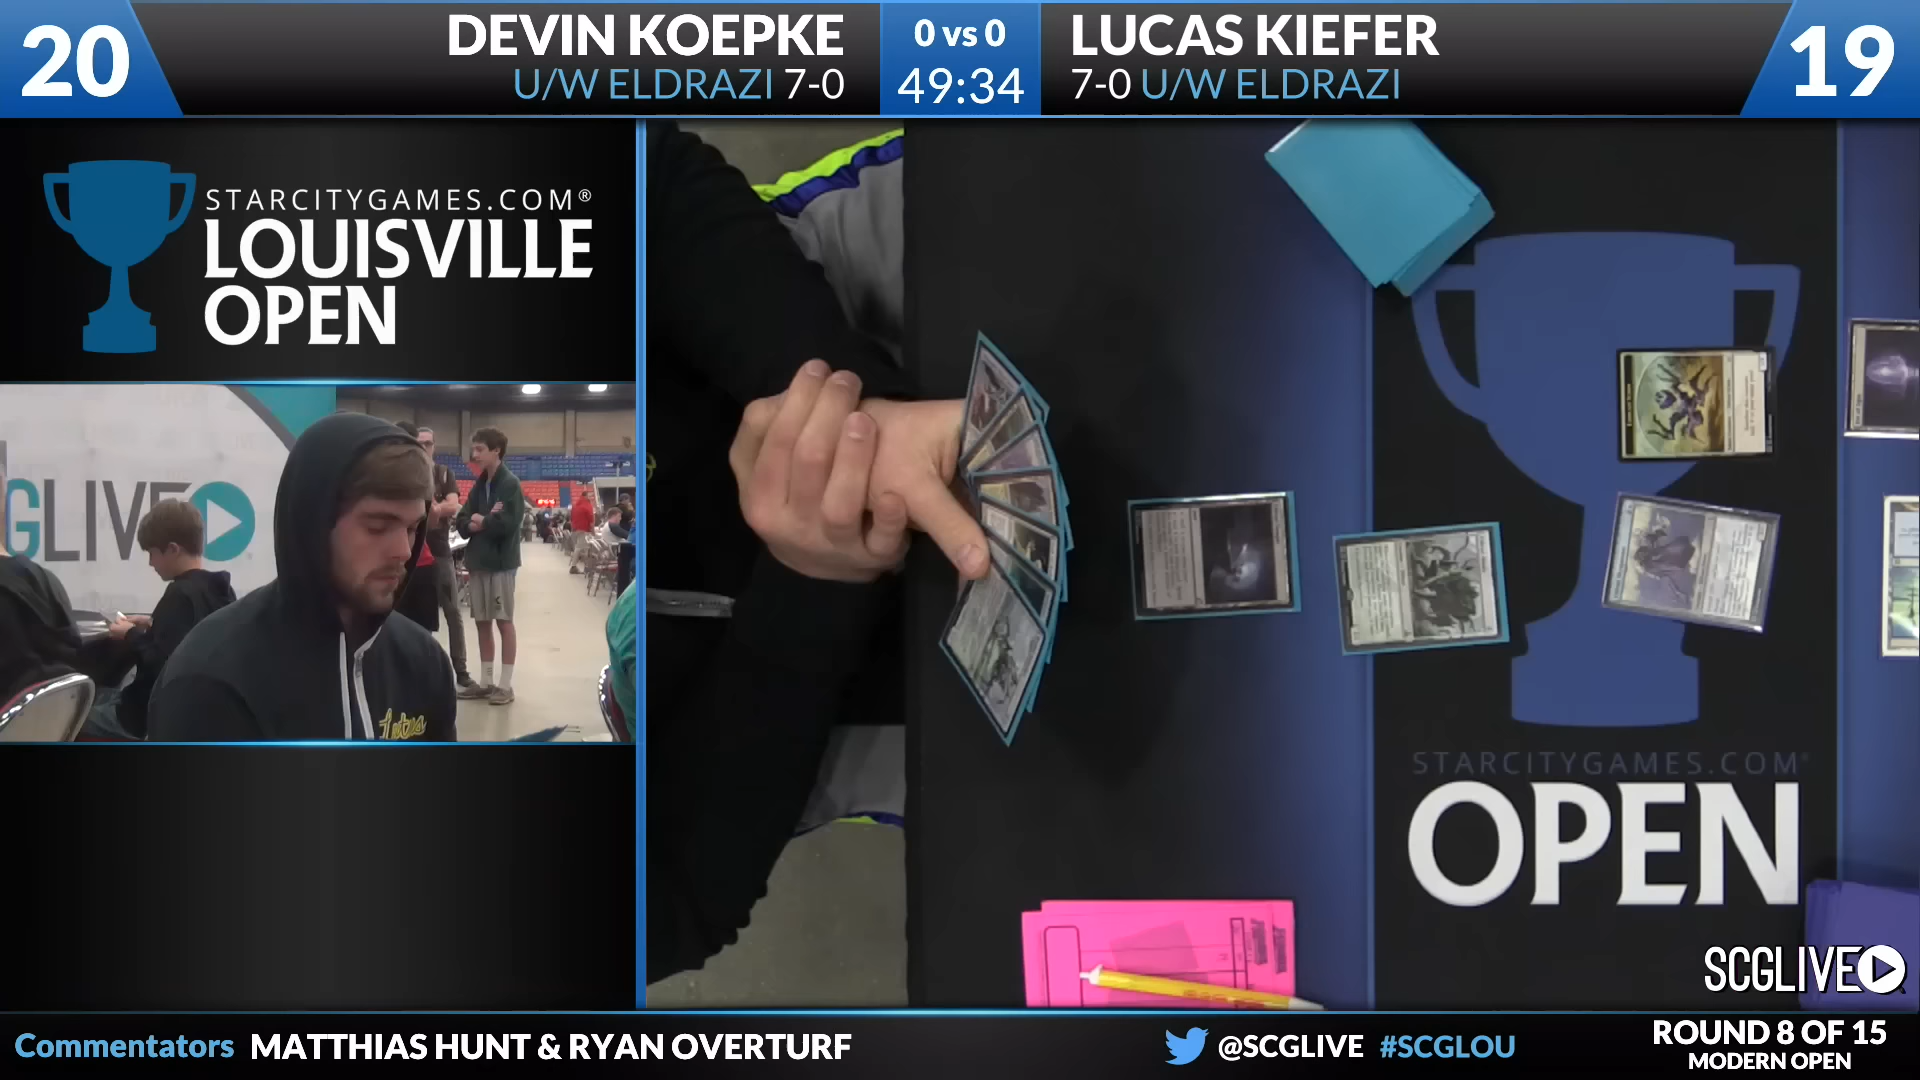 20
DEVIN KOEPKE
U/W ELDRAZI 7-0
0 vs 0
49:34
LUCAS KIEFER
7-0 U/W ELDRAZI
19
STARCITYGAMES.COM®
LOUISVILLE
OPEN
GLIVE
STARCITYGAMES.COM®
OPEN
SCGLIVE
Commentators MATTHIAS HUNT & RYAN OVERTURF
@SCGLIVE #SCGLOU
ROUND 8 OF 15
MODERN OPEN